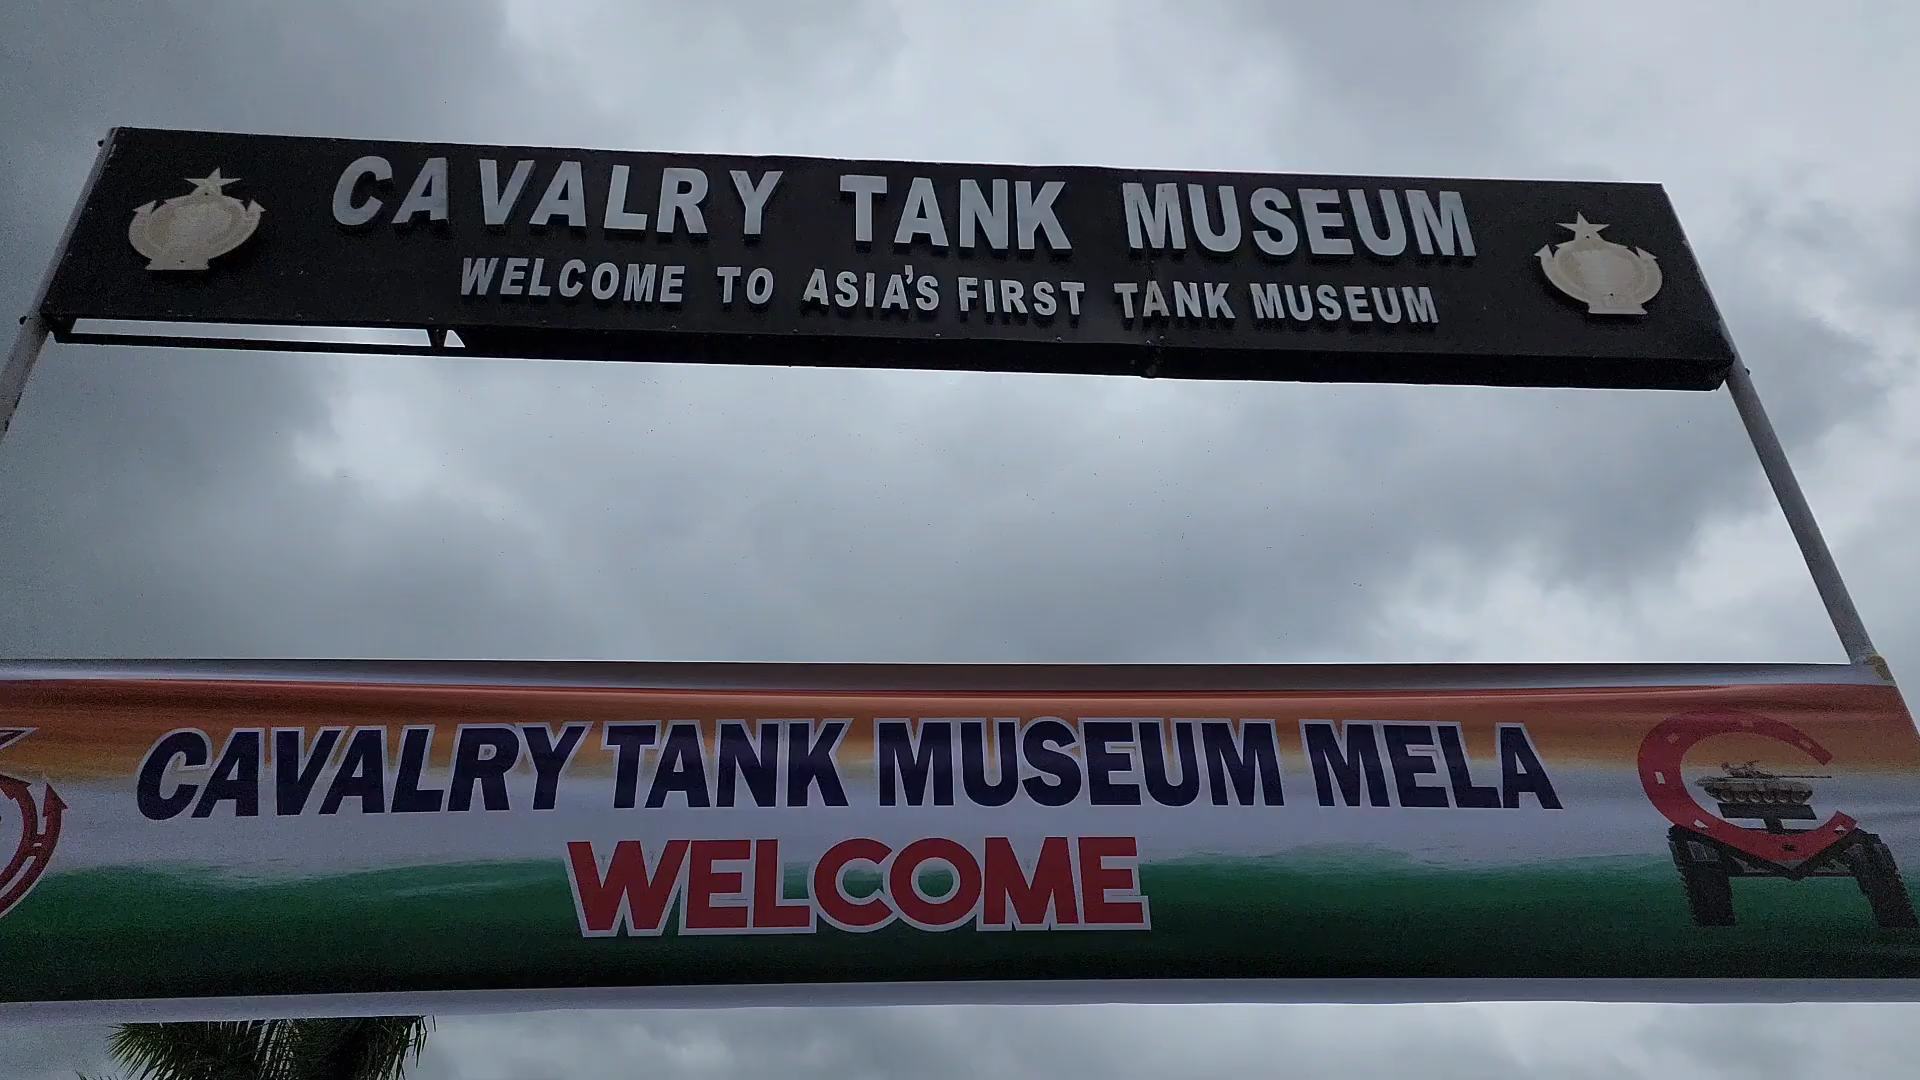 CAVALRY TANK MUSEUM
WELCOME TO ASIA'S FIRST TANK MUSEUM
CAVALRY TANK MUSEUM MELA
WELCOME